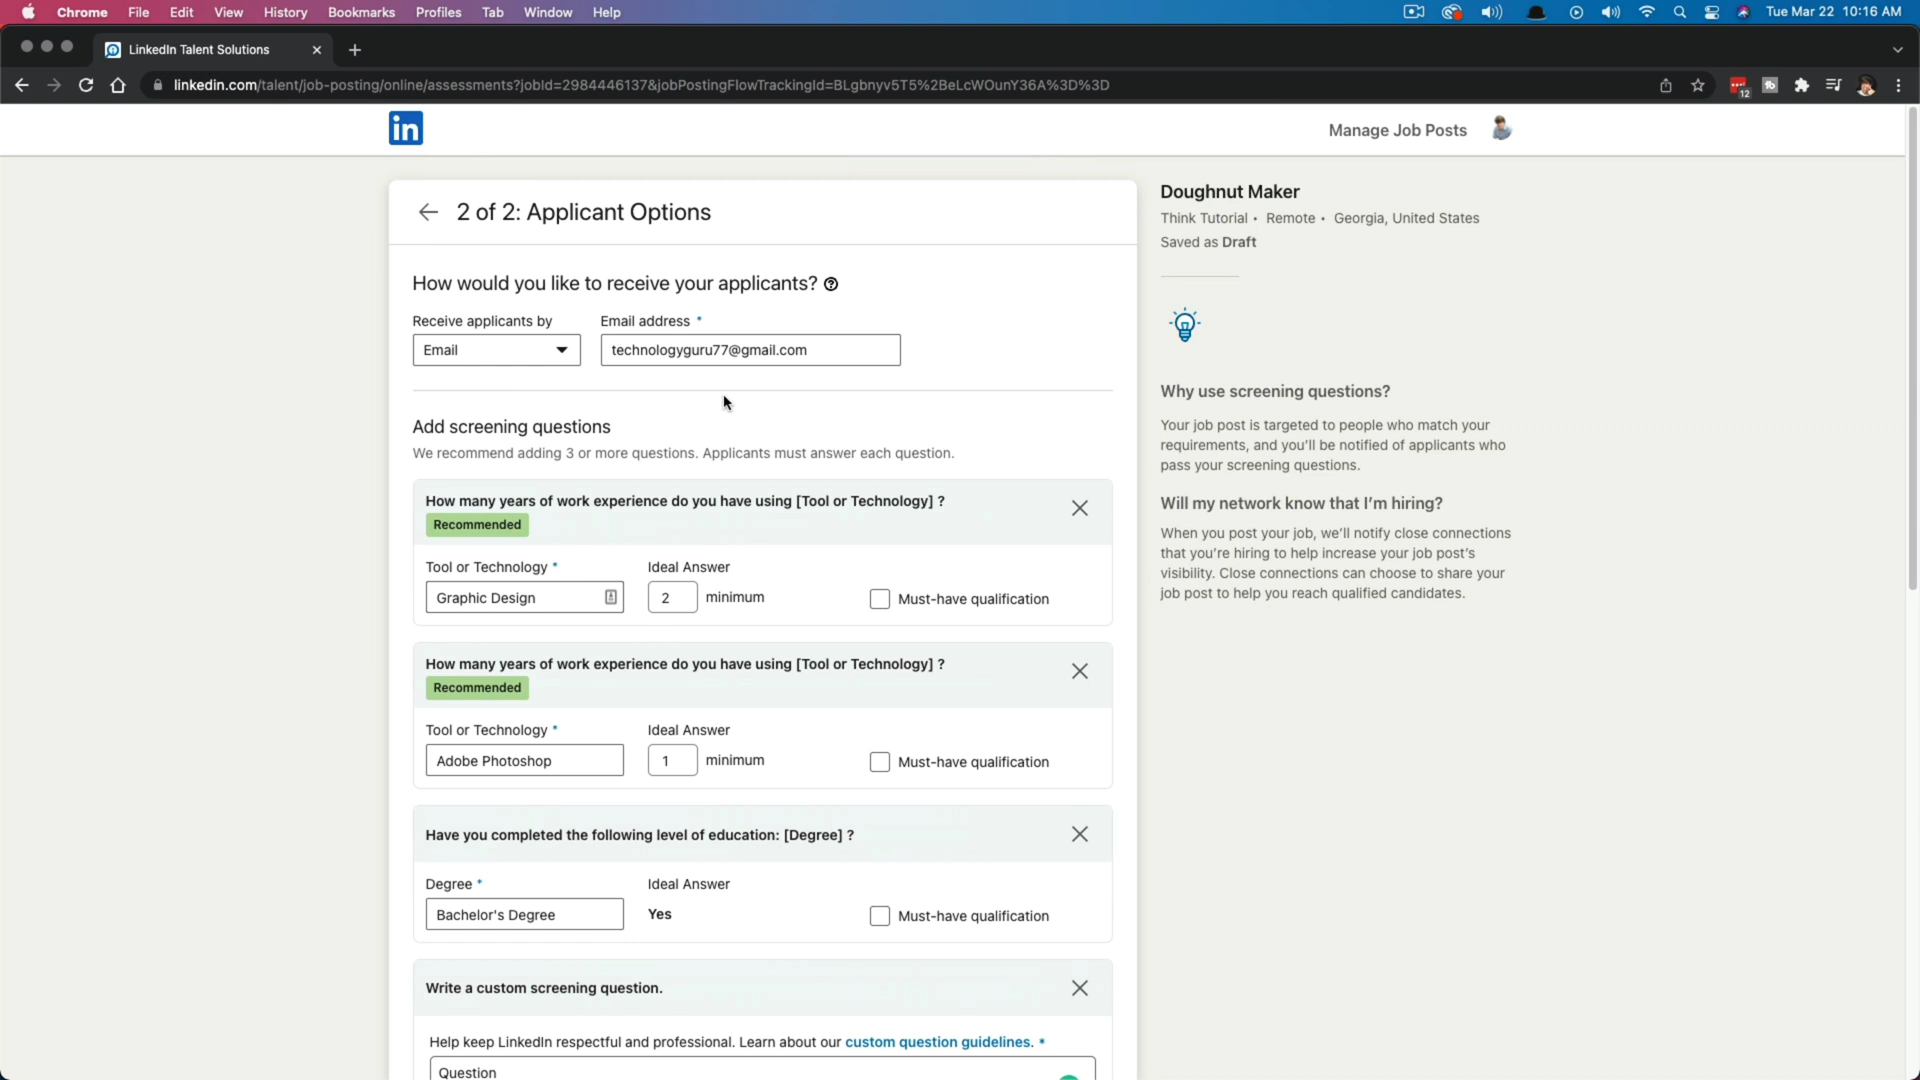 Chrome File Edit View History Bookmarks Profiles Tab Window Help Tue Mar 22 10:16 AM
LinkedIn Talent Solutions
linkedin.com/talent/job-posting/online/assessments?jobId=2984446137&jobPostingFlowTrackingId=BLgbnyv5T5%2BeLcWOunY36A%3D%3D
12
in
Manage Job Posts
2 of 2: Applicant Options
How would you like to receive your applicants?
Receive applicants by
Email address *
Email
technologyguru77@gmail.com
Add screening questions
We recommend adding 3 or more questions. Applicants must answer each question.
How many years of work experience do you have using [Tool or Technology] ?
Recommended
Tool or Technology *
Ideal Answer
Graphic Design
2 minimum
Must-have qualification
How many years of work experience do you have using [Tool or Technology] ?
Recommended
Tool or Technology *
Ideal Answer
Adobe Photoshop
1 minimum
Must-have qualification
Have you completed the following level of education: [Degree] ?
Degree *
Ideal Answer
Bachelor's Degree
Yes
Must-have qualification
Write a custom screening question.
Help keep LinkedIn respectful and professional. Learn about our custom question guidelines. *
Question
Doughnut Maker
Think Tutorial • Remote • Georgia, United States
Saved as Draft
Why use screening questions?
Your job post is targeted to people who match your
requirements, and you'll be notified of applicants who
pass your screening questions.
Will my network know that I'm hiring?
When you post your job, we'll notify close connections
that you're hiring to help increase your job post's
visibility. Close connections can choose to share your
job post to help you reach qualified candidates.